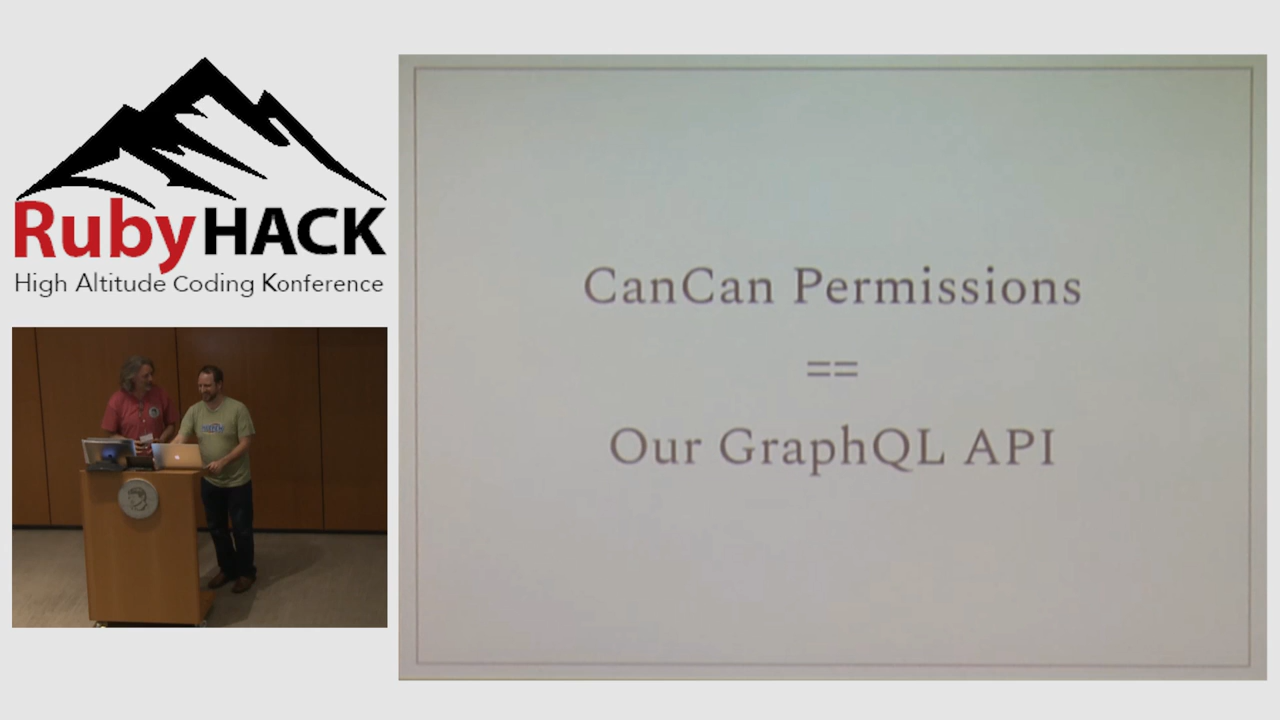 RubyHACK
High Altitude Coding Konference
CanCan Permissions
==
Our GraphQL API